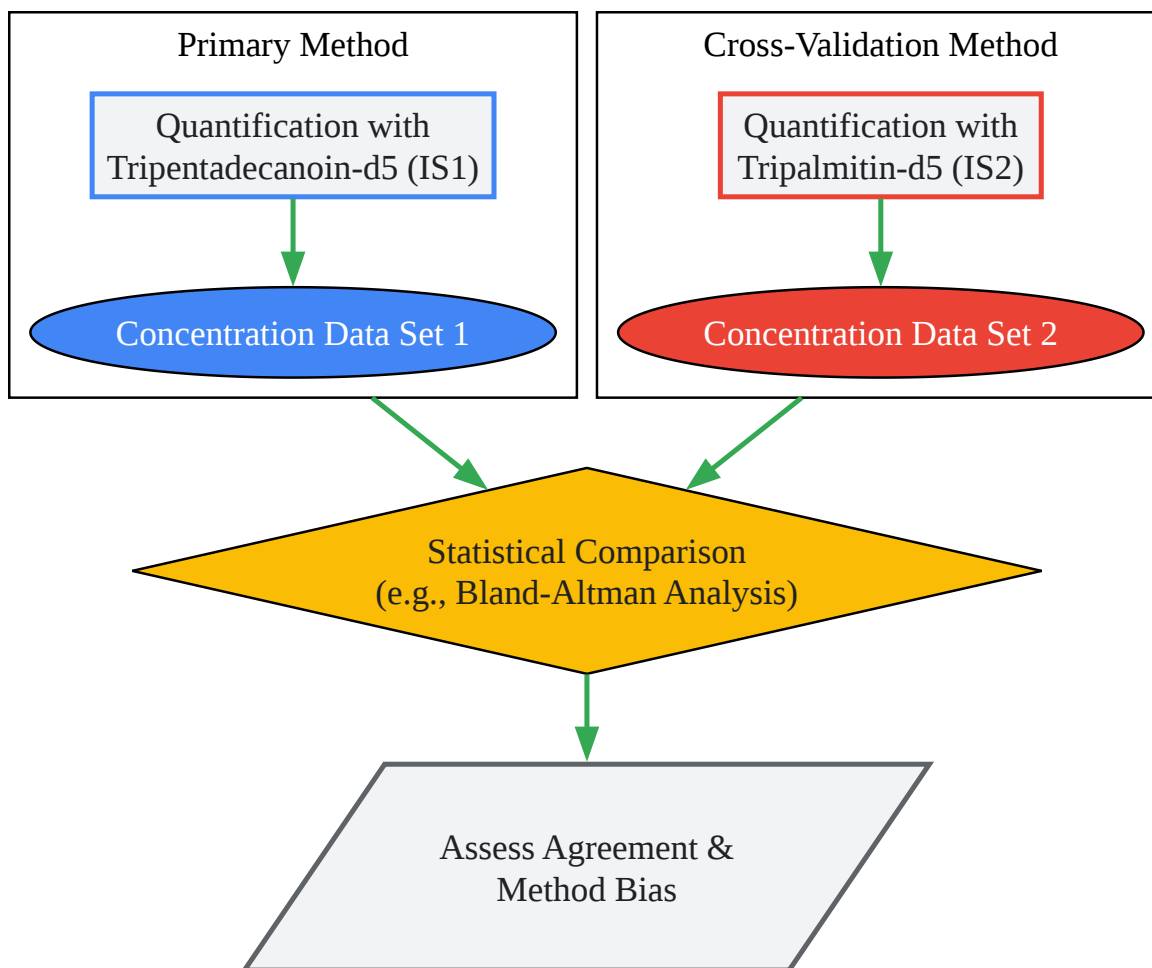 Primary Method
Quantification with
Tripentadecanoin-d5 (IS1)
Concentration Data Set 1
Cross-Validation Method
Quantification with
Tripalmitin-d5 (IS2)
Concentration Data Set 2
Statistical Comparison
(e.g., Bland-Altman Analysis)
Assess Agreement &
Method Bias